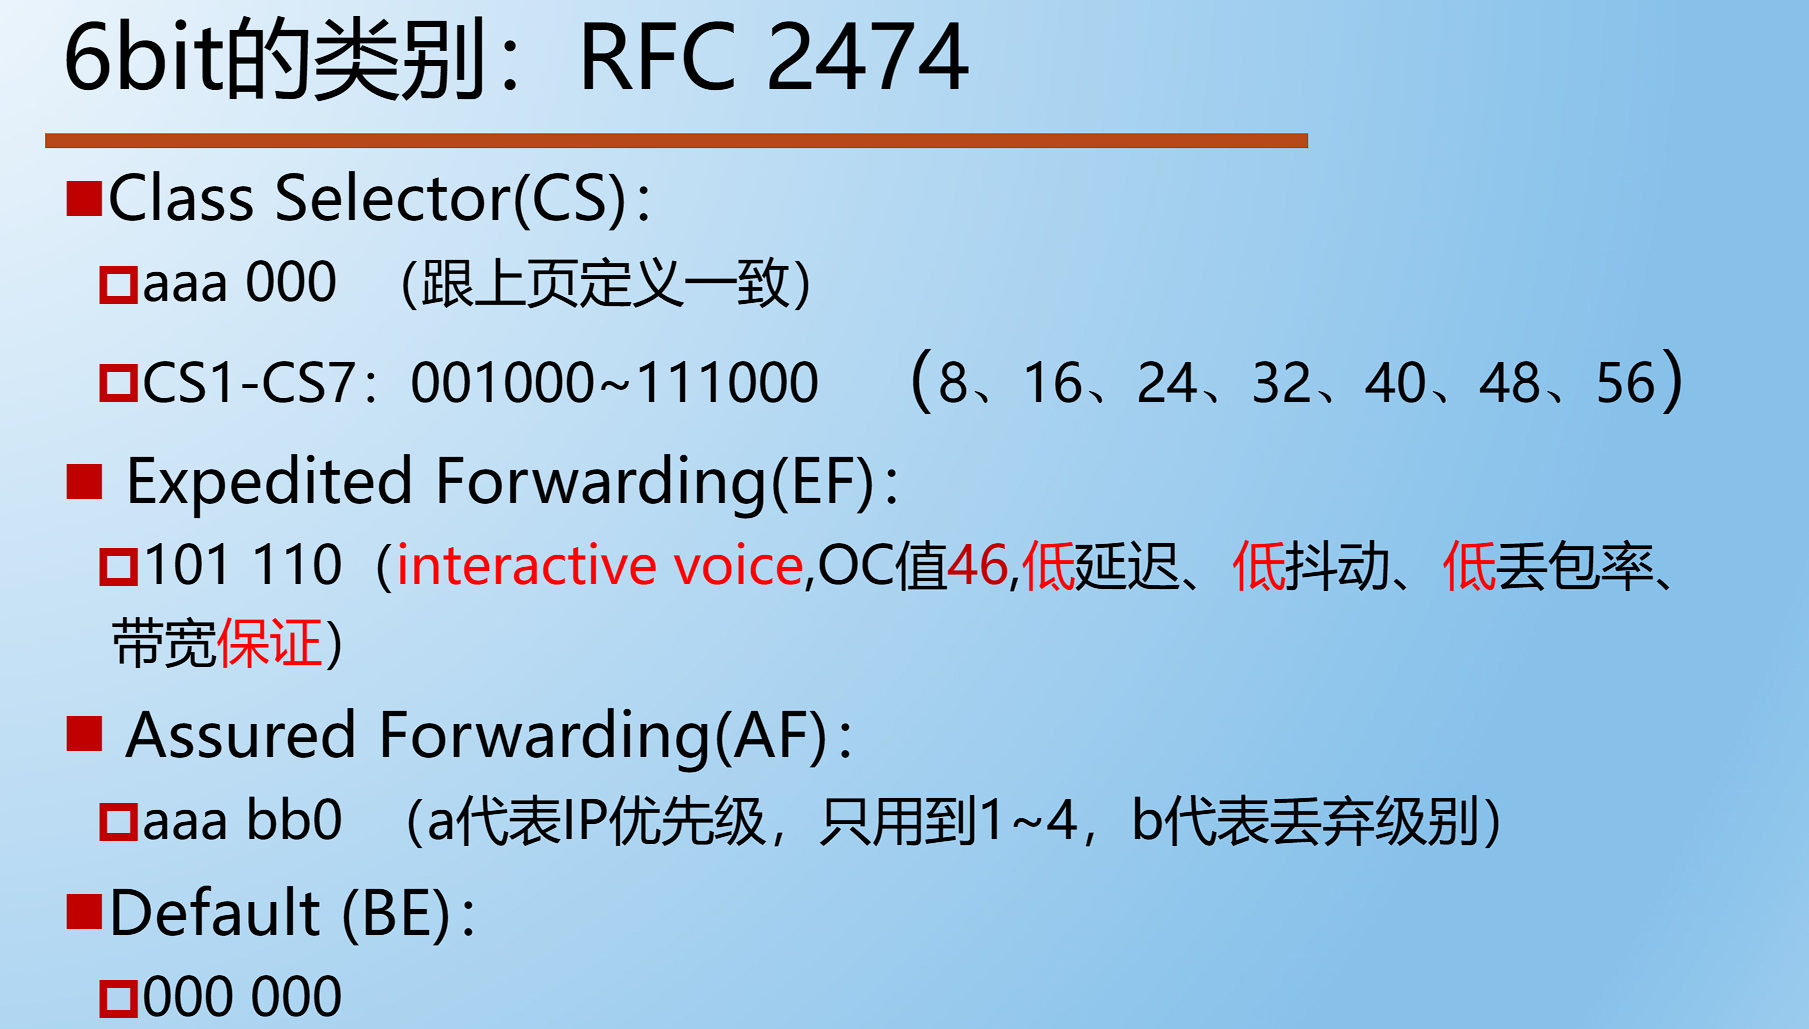 6bit的类别：RFC 2474
Class Selector(CS)：
aaa 000 （跟上页定义一致）
CS1-CS7：001000~111000 （8、16、24、32、40、48、56）
Expedited Forwarding(EF)：
101 110（interactive voice,OC值46,低延迟、低抖动、低丢包率、
带宽保证）
Assured Forwarding(AF)：
aaa bb0 （a代表IP优先级，只用到1~4，b代表丢弃级别）
Default (BE)：
000 000